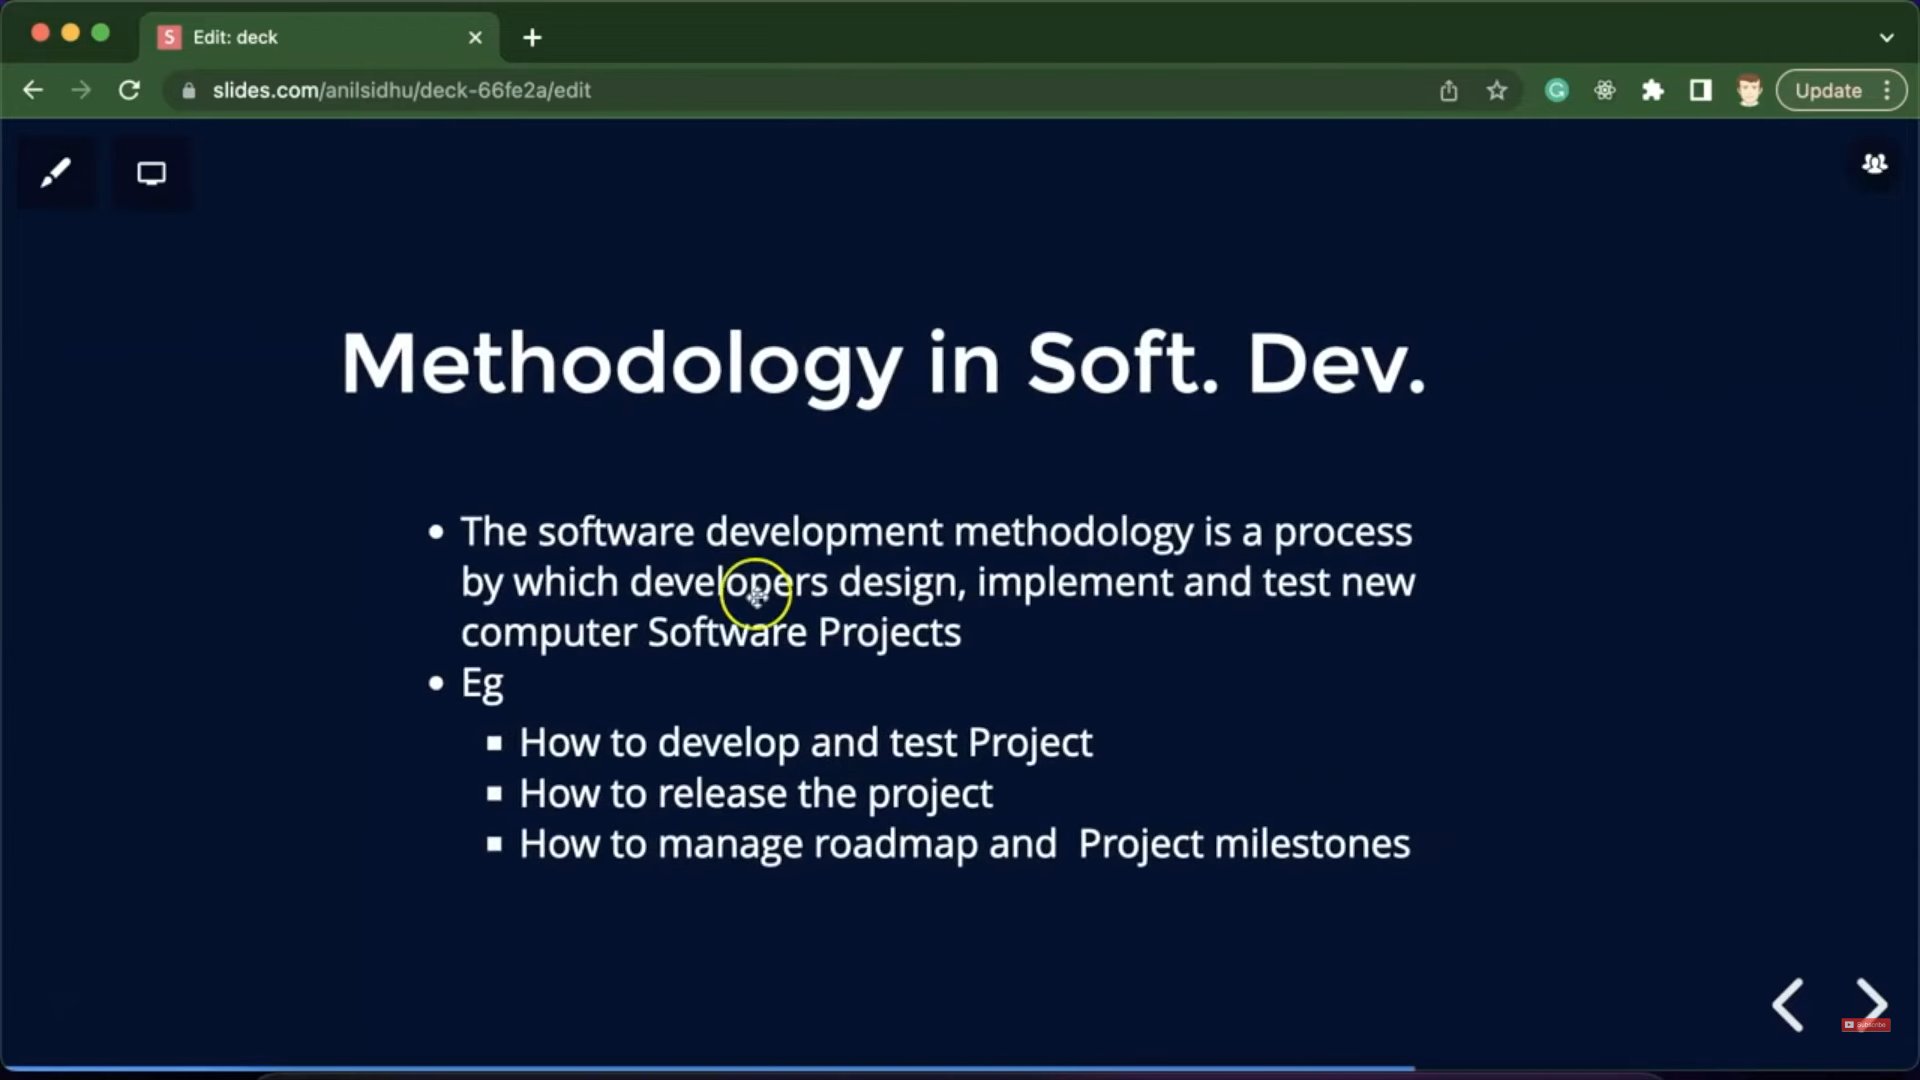 S Edit: deck
slides.com/anilsidhu/deck-66fe2a/edit
Update
Methodology in Soft. Dev.
The software development methodology is a process
by which developers design, implement and test new
computer Software Projects
Eg
How to develop and test Project
How to release the project
How to manage roadmap and Project milestones
Subscribe